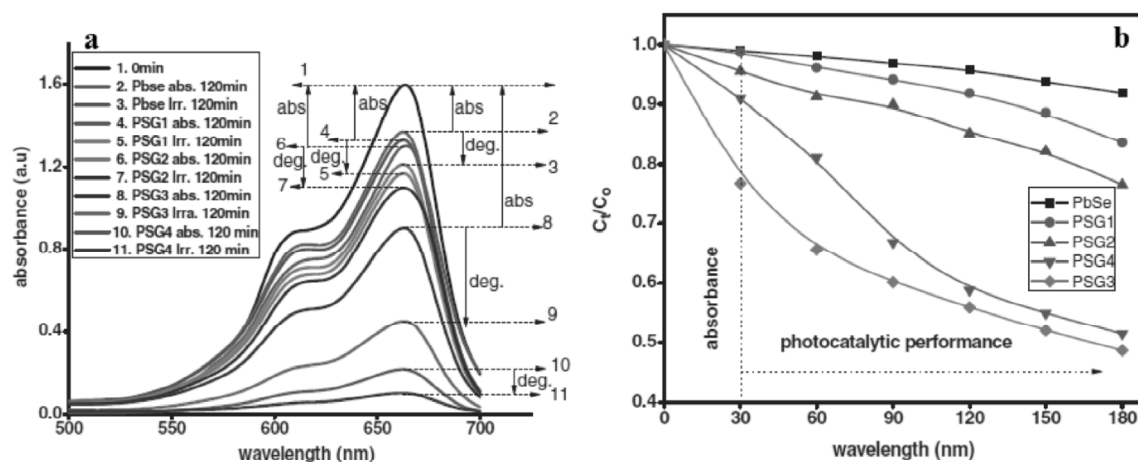 a
1. 0min
2. Pbse abs. 120min
3. Pbse Irr. 120min
4. PSG1 abs. 120min
5. PSG1 Irr. 120min
6. PSG2 abs. 120min
7. PSG2 Irr. 120min
8. PSG3 abs. 120min
9. PSG3 Irra. 120min
10. PSG4 abs. 120 min
11. PSG4 Irr. 120 min
absorbance (a.u)
1.6
1.2
0.8
0.4
0.0
500
550
600
650
700
wavelength (nm)
1
abs
abs
abs
2
4
6
deg.
deg.
deg.
3
5
7
abs
8
deg.
9
10
deg.
11
b
Ct/Co
1.0
0.9
0.8
0.7
0.6
0.5
0.4
PbSe
PSG1
PSG2
PSG4
PSG3
absorbance
photocatalytic performance
0
30
60
90
120
150
180
wavelength (nm)